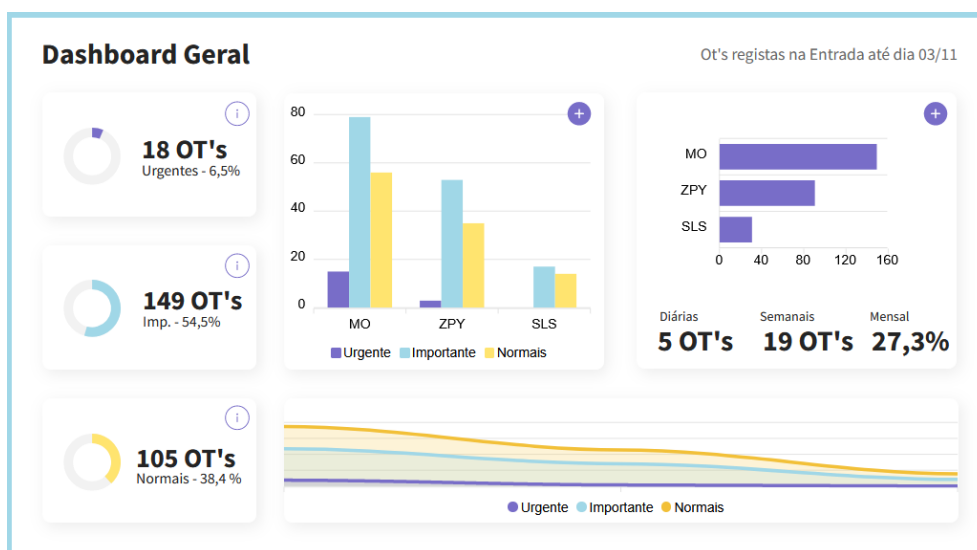 Dashboard Geral
Ot's registas na Entrada até dia 03/11
18 OT's
Urgentes - 6,5%
149 OT's
Imp. - 54,5%
105 OT's
Normais - 38,4 %
80
60
40
20
0
MO ZPY SLS
Urgente Importante Normais
MO
ZPY
SLS
0 40 80 120 160
Diárias Semanais Mensal
5 OT's 19 OT's 27,3%
Urgente Importante Normais